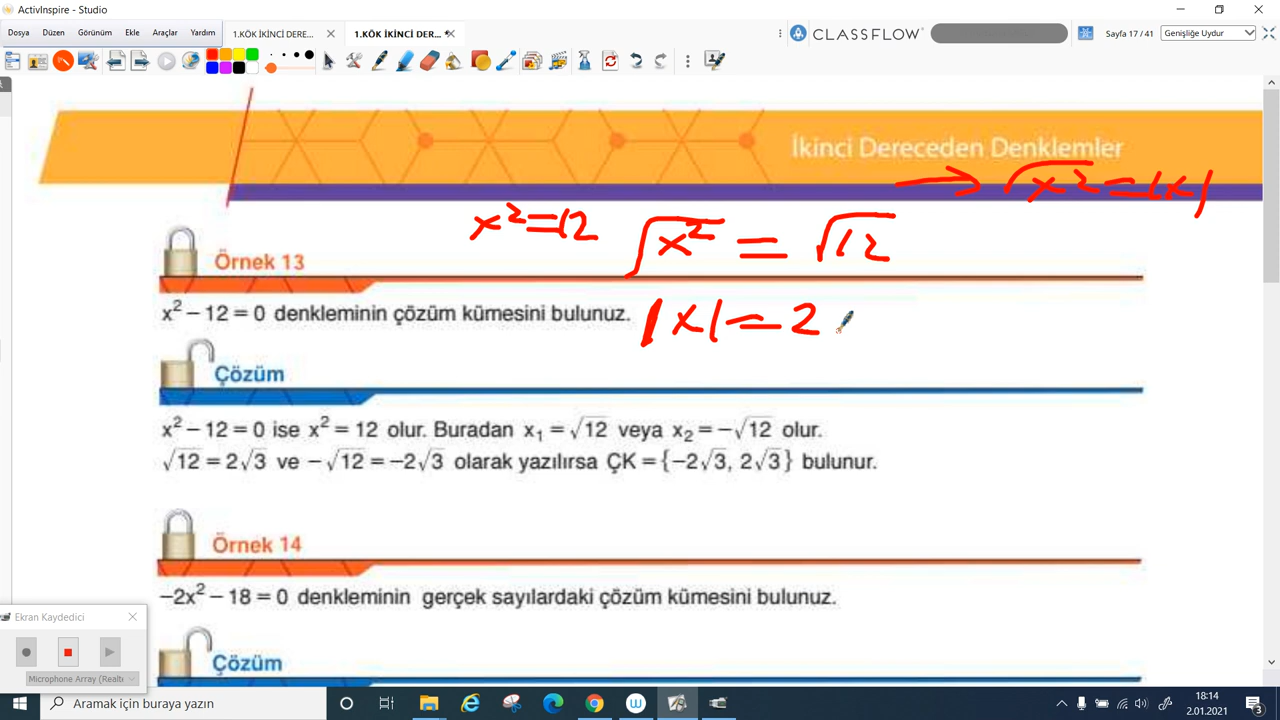 ActivInspire - Studio
Dosya Düzen Görünüm Ekle Araçlar Yardım
1.KÖK İKİNCİ DERE...
1.KÖK İKİNCİ DER...
CLASSFLOW
Sayfa 17 / 41
Genişliğe Uydur
İkinci Dereceden Denklemler
→ √x² = |x|
x² = 12
√x² = √12
Örnek 13
x² − 12 = 0 denkleminin çözüm kümesini bulunuz.
|x| = 2
Çözüm
x² − 12 = 0 ise x² = 12 olur. Buradan x₁ = √12 veya x₂ = −√12 olur.
√12 = 2√3 ve −√12 = −2√3 olarak yazılırsa ÇK = {−2√3, 2√3} bulunur.
Örnek 14
−2x² − 18 = 0 denkleminin gerçek sayılardaki çözüm kümesini bulunuz.
Çözüm
Ekran Kaydedici
Microphone Array (Realte
Aramak için buraya yazın
18:14
2.01.2021
3